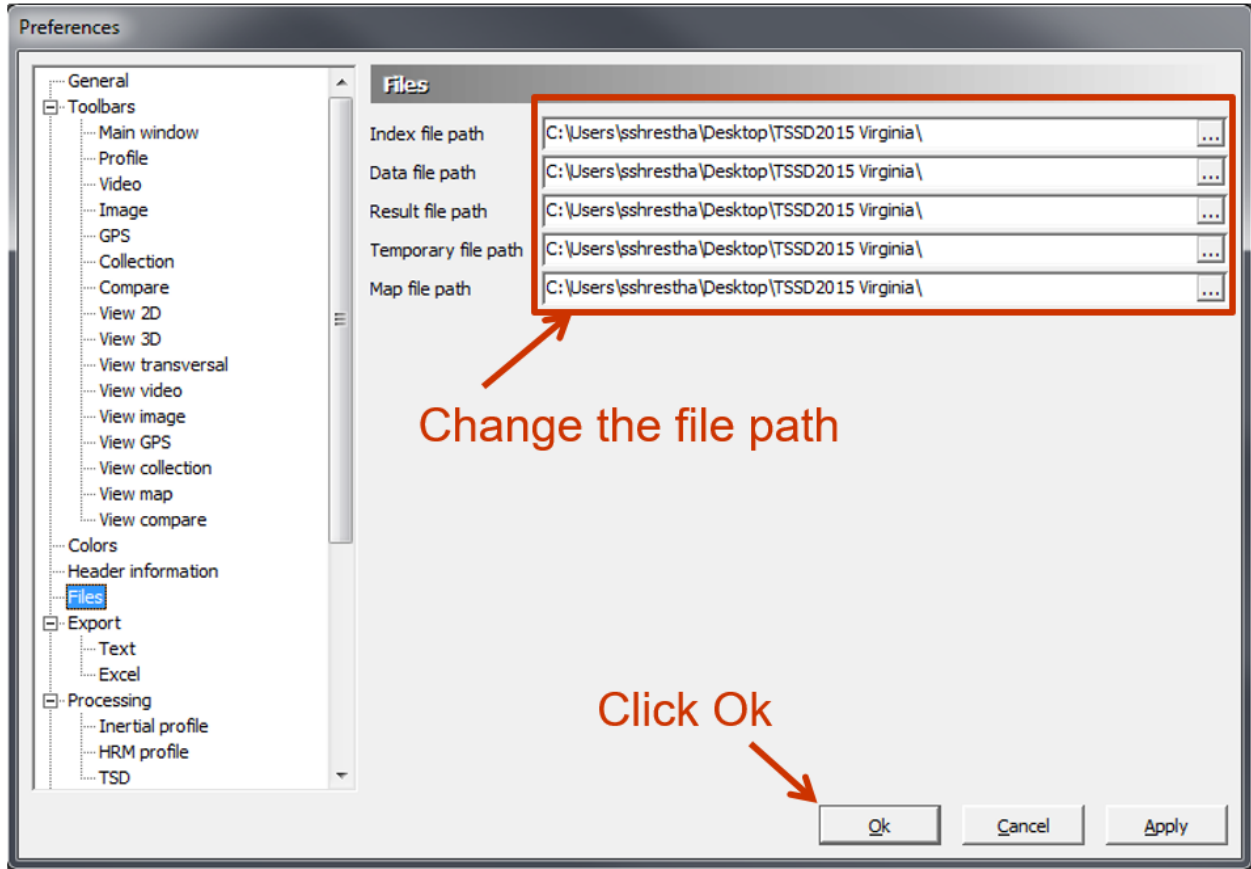 Preferences
General
Toolbars
Main window
Profile
Video
Image
GPS
Collection
Compare
View 2D
View 3D
View transversal
View video
View image
View GPS
View collection
View map
View compare
Colors
Header information
Files
Export
Text
Excel
Processing
Inertial profile
HRM profile
TSD
Files
Index file path C:\Users\sshrestha\Desktop\TSSD2015 Virginia\ ...
Data file path C:\Users\sshrestha\Desktop\TSSD2015 Virginia\ ...
Result file path C:\Users\sshrestha\Desktop\TSSD2015 Virginia\ ...
Temporary file path C:\Users\sshrestha\Desktop\TSSD2015 Virginia\ ...
Map file path C:\Users\sshrestha\Desktop\TSSD2015 Virginia\ ...
Change the file path
Click Ok
Ok Cancel Apply